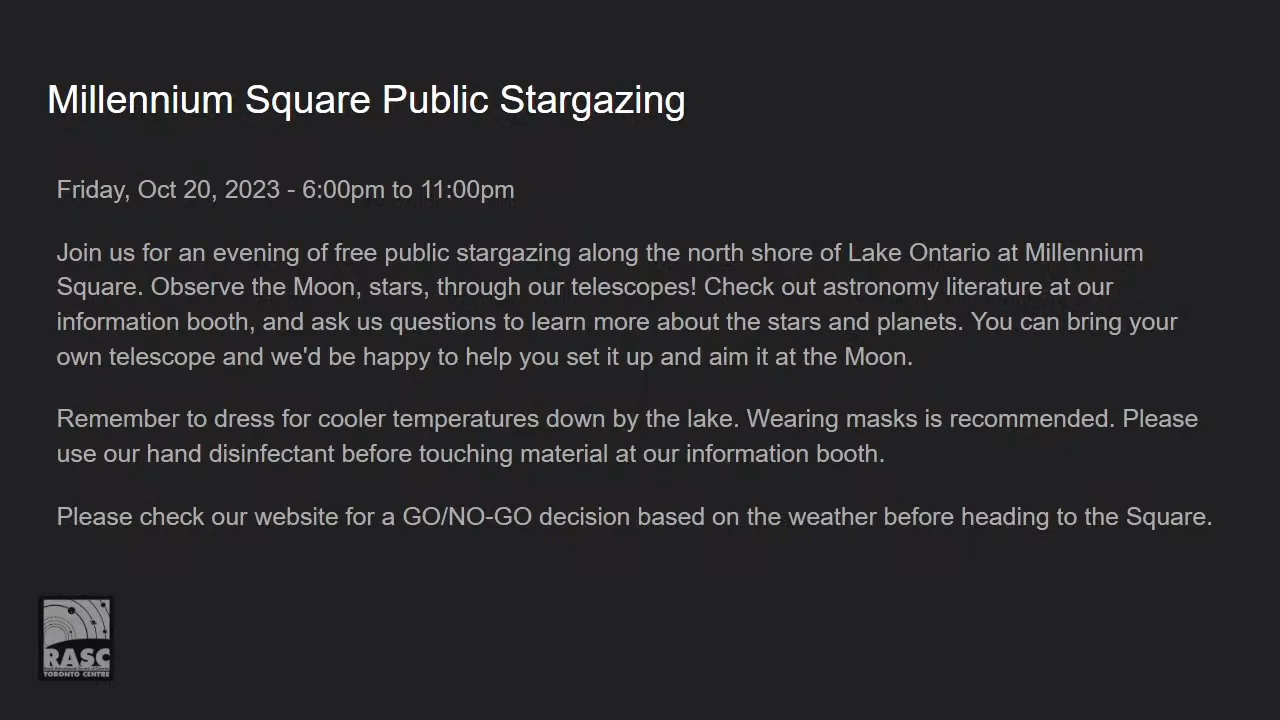 Millennium Square Public Stargazing
Friday, Oct 20, 2023 - 6:00pm to 11:00pm
Join us for an evening of free public stargazing along the north shore of Lake Ontario at Millennium
Square. Observe the Moon, stars, through our telescopes! Check out astronomy literature at our
information booth, and ask us questions to learn more about the stars and planets. You can bring your
own telescope and we'd be happy to help you set it up and aim it at the Moon.
Remember to dress for cooler temperatures down by the lake. Wearing masks is recommended. Please
use our hand disinfectant before touching material at our information booth.
Please check our website for a GO/NO-GO decision based on the weather before heading to the Square.
RASC
TORONTO CENTRE